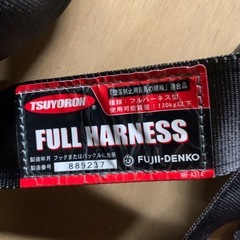 TSUYORON
「墜落制止用器具の規格」適合品
種類：フルハーネス型
使用可能質量：130kg以下
FULL HARNESS
製造年月 フックまたはバックルに表示
製造番号 889237
FUJII-DENKO